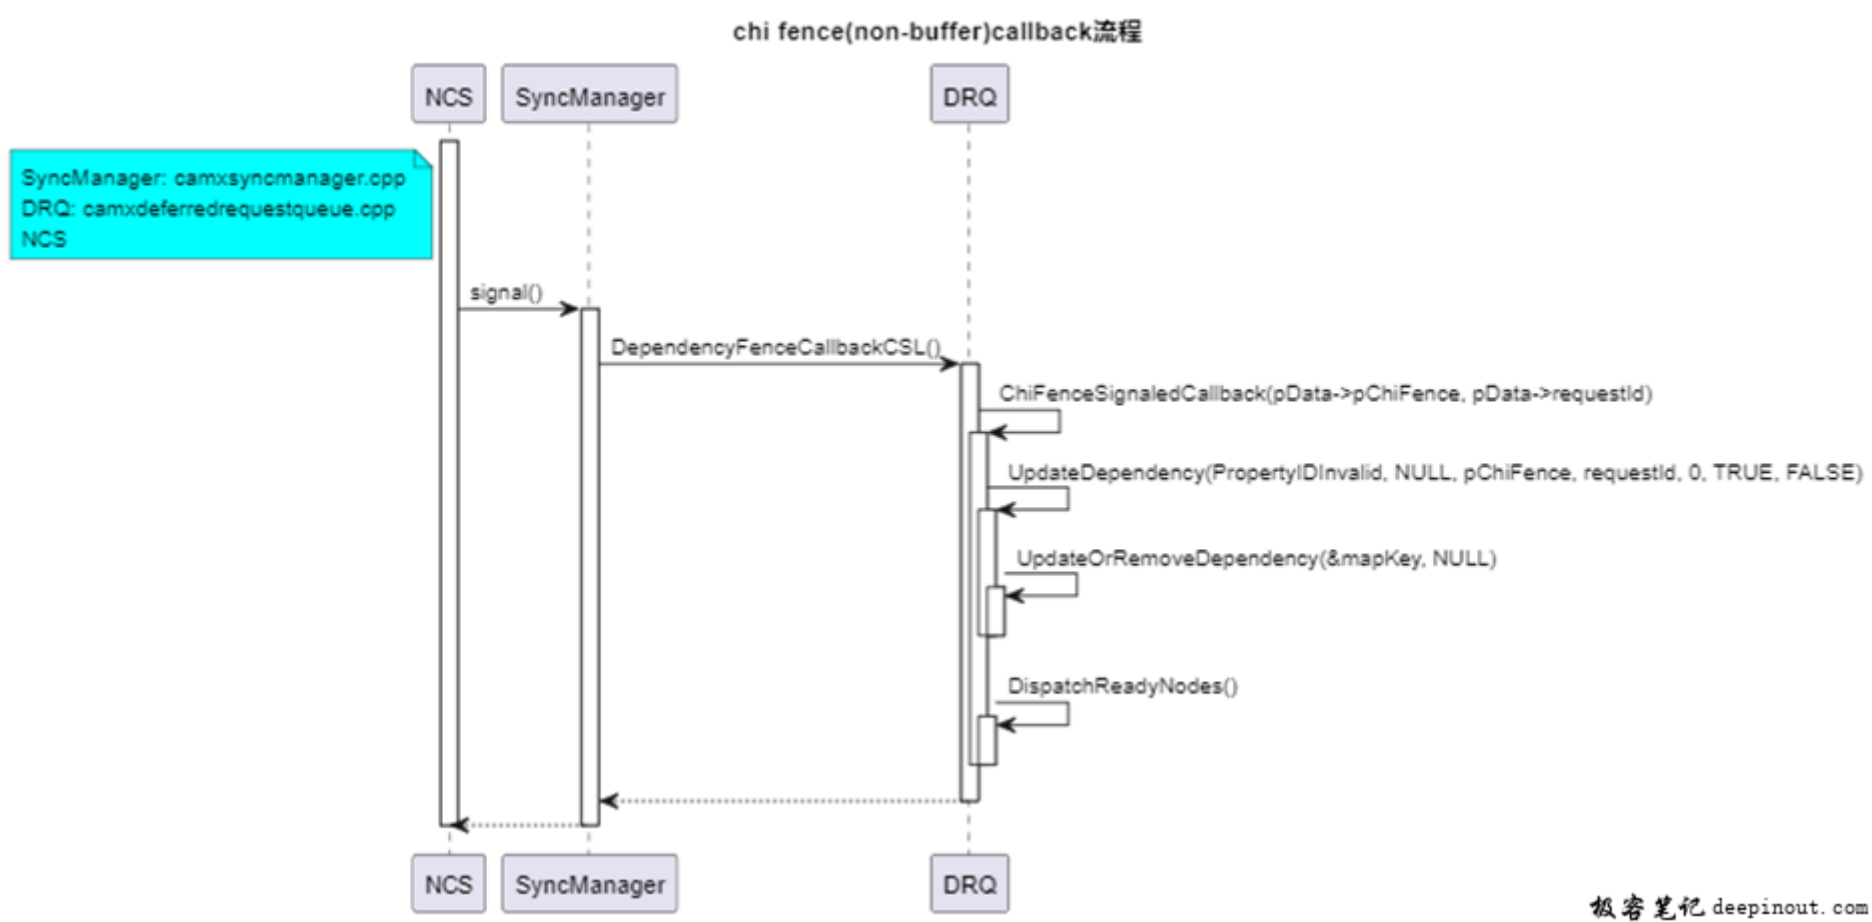 chi fence(non-buffer)callback流程
NCS
SyncManager
DRQ
SyncManager: camxsyncmanager.cpp
DRQ: camxdeferredrequestqueue.cpp
NCS
signal()
DependencyFenceCallbackCSL()
ChiFenceSignaledCallback(pData->pChiFence, pData->requestId)
UpdateDependency(PropertyIDInvalid, NULL, pChiFence, requestId, 0, TRUE, FALSE)
UpdateOrRemoveDependency(&mapKey, NULL)
DispatchReadyNodes()
NCS
SyncManager
DRQ
极客笔记 deepinout.com